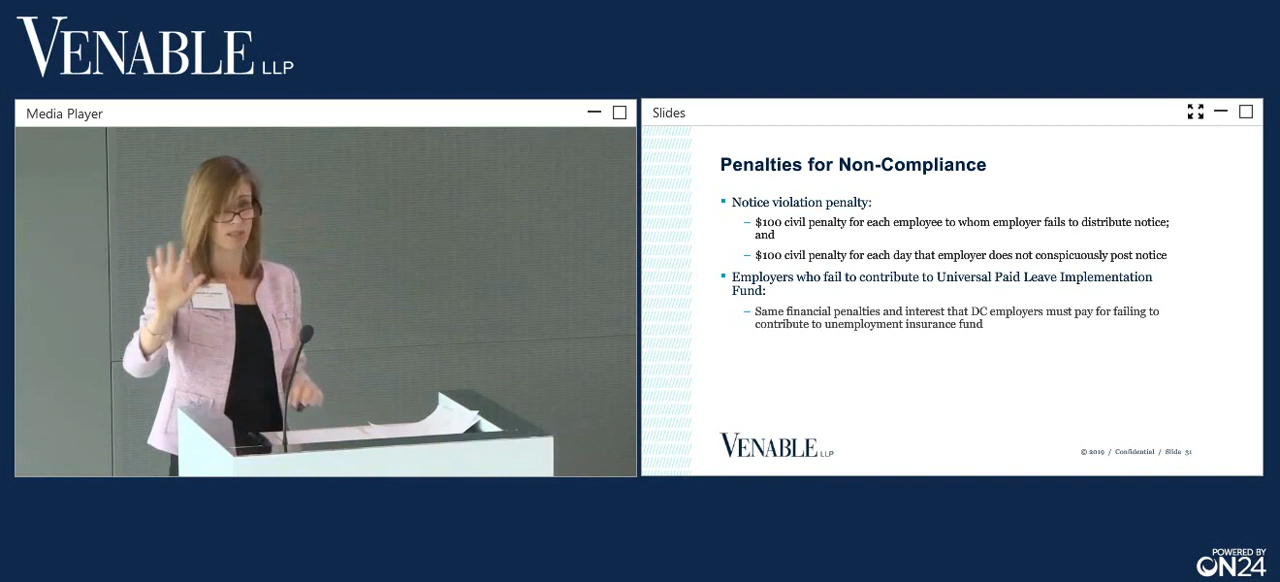 VENABLE LLP
Media Player
Slides
Penalties for Non-Compliance
▪ Notice violation penalty:
– $100 civil penalty for each employee to whom employer fails to distribute notice;
and
– $100 civil penalty for each day that employer does not conspicuously post notice
▪ Employers who fail to contribute to Universal Paid Leave Implementation
Fund:
– Same financial penalties and interest that DC employers must pay for failing to
contribute to unemployment insurance fund
VENABLE LLP
© 2019 / Confidential / Slide 31
POWERED BY
ON24